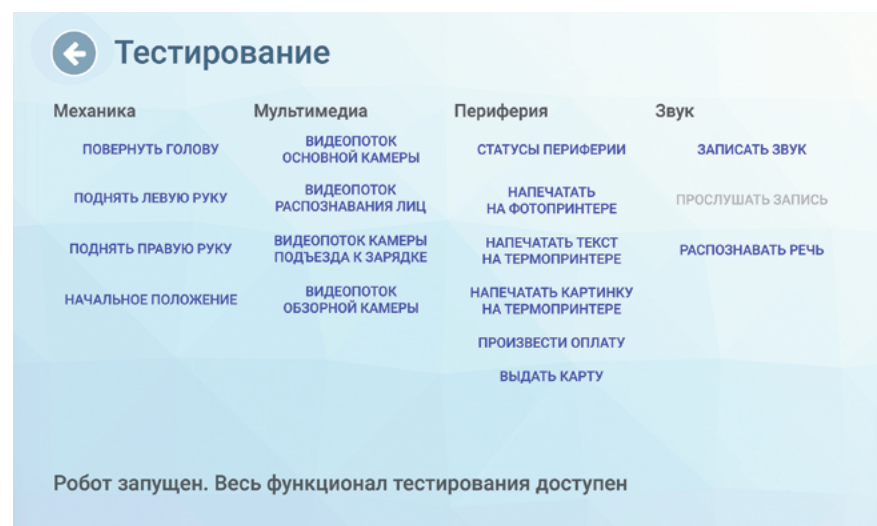 Тестирование
Механика
ПОВЕРНУТЬ ГОЛОВУ
ПОДНЯТЬ ЛЕВУЮ РУКУ
ПОДНЯТЬ ПРАВУЮ РУКУ
НАЧАЛЬНОЕ ПОЛОЖЕНИЕ
Мультимедиа
ВИДЕОПОТОК
ОСНОВНОЙ КАМЕРЫ
ВИДЕОПОТОК
РАСПОЗНАВАНИЯ ЛИЦ
ВИДЕОПОТОК КАМЕРЫ
ПОДЪЕЗДА К ЗАРЯДКЕ
ВИДЕОПОТОК
ОБЗОРНОЙ КАМЕРЫ
Периферия
СТАТУСЫ ПЕРИФЕРИИ
НАПЕЧАТАТЬ
НА ФОТОПРИНТЕРЕ
НАПЕЧАТАТЬ ТЕКСТ
НА ТЕРМОПРИНТЕРЕ
НАПЕЧАТАТЬ КАРТИНКУ
НА ТЕРМОПРИНТЕРЕ
ПРОИЗВЕСТИ ОПЛАТУ
ВЫДАТЬ КАРТУ
Звук
ЗАПИСАТЬ ЗВУК
ПРОСЛУШАТЬ ЗАПИСЬ
РАСПОЗНАВАТЬ РЕЧЬ
Робот запущен. Весь функционал тестирования доступен